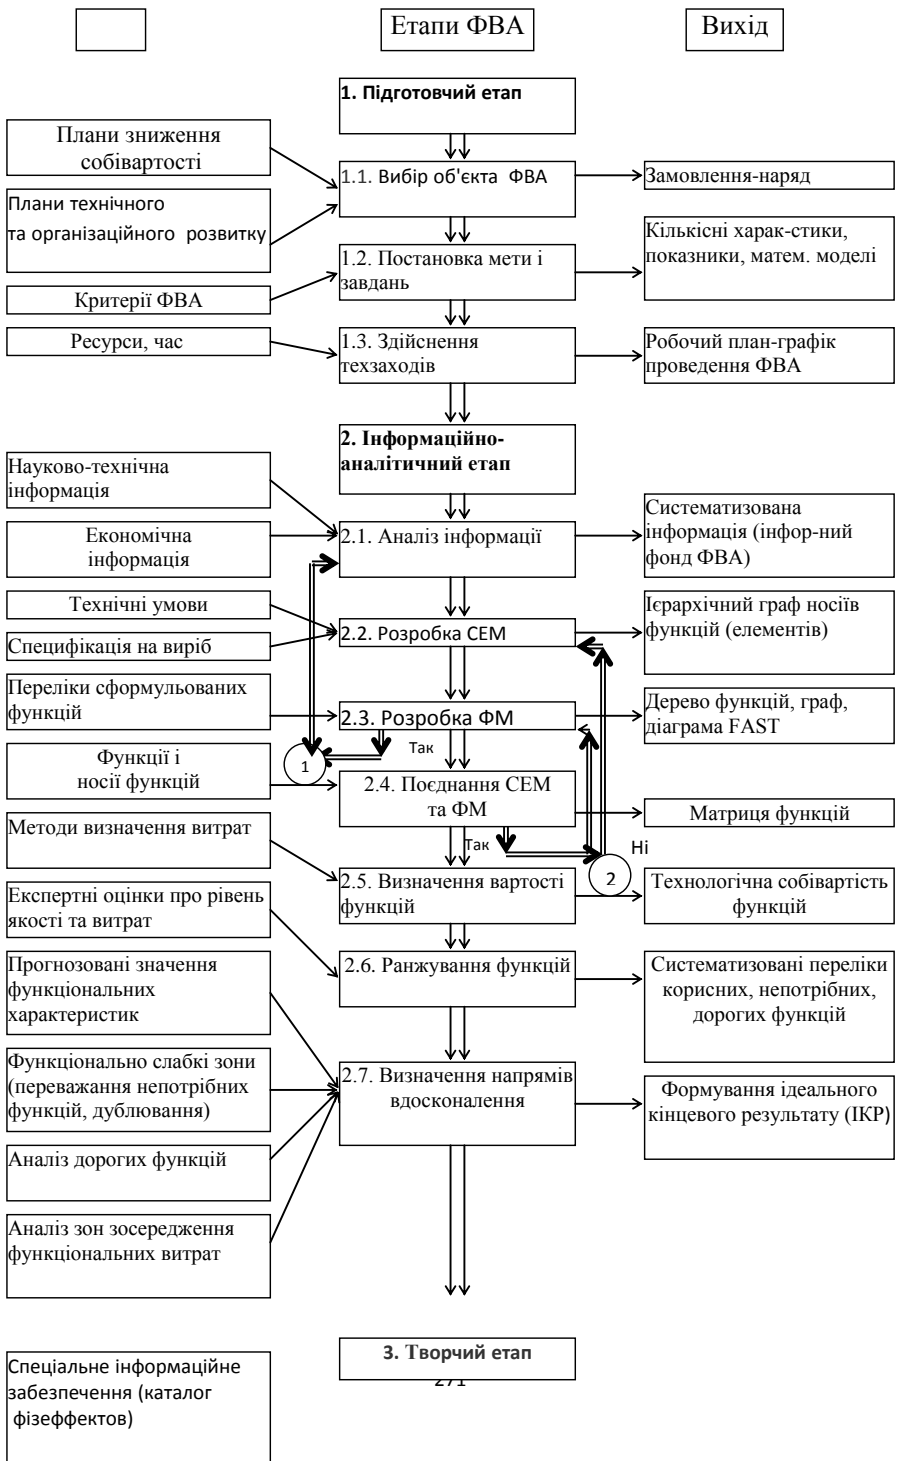 Етапи ФВА
Вихід
1. Підготовчий етап
Плани зниження
собівартості
1.1. Вибір об'єкта ФВА
Замовлення-наряд
Плани технічного
та організаційного розвитку
Кількісні харак-стики,
показники, матем. моделі
1.2. Постановка мети і
завдань
Критерії ФВА
Ресурси, час
1.3. Здійснення
техзаходів
Робочий план-графік
проведення ФВА
2. Інформаційно-
аналітичний етап
Науково-технічна
інформація
2.1. Аналіз інформації
Систематизована
інформація (інфор-ний
фонд ФВА)
Економічна
інформація
Технічні умови
2.2. Розробка СЕМ
Ієрархічний граф носіїв
функцій (елементів)
Специфікація на виріб
Переліки сформульованих
функцій
2.3. Розробка ФМ
Дерево функцій, граф,
діаграма FAST
Так
1
Функції і
носії функцій
2.4. Поєднання СЕМ
та ФМ
Матриця функцій
Методи визначення витрат
Так
Ні
2
2.5. Визначення вартості
функцій
Технологічна собівартість
функцій
Експертні оцінки про рівень
якості та витрат
2.6. Ранжування функцій
Систематизовані переліки
корисних, непотрібних,
дорогих функцій
Прогнозовані значення
функціональних
характеристик
Функціонально слабкі зони
(переважання непотрібних
функцій, дублювання)
2.7. Визначення напрямів
вдосконалення
Формування ідеального
кінцевого результату (ІКР)
Аналіз дорогих функцій
Аналіз зон зосередження
функціональних витрат
3. Творчий етап
271
Спеціальне інформаційне
забезпечення (каталог
фізеффектов)